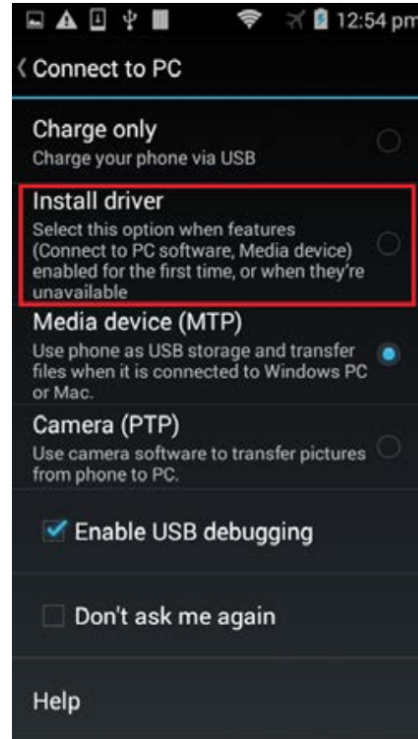 12:54 pm
Connect to PC
Charge only
Charge your phone via USB
Install driver
Select this option when features
(Connect to PC software, Media device)
enabled for the first time, or when they're
unavailable
Media device (MTP)
Use phone as USB storage and transfer
files when it is connected to Windows PC
or Mac.
Camera (PTP)
Use camera software to transfer pictures
from phone to PC.
Enable USB debugging
Don't ask me again
Help